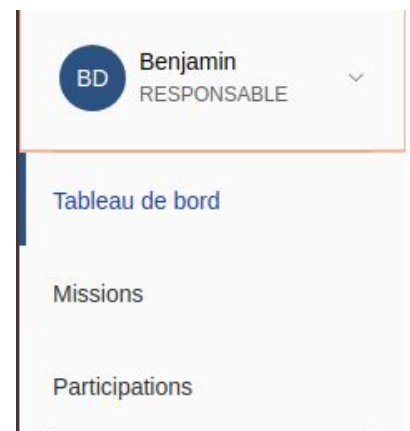 BD
Benjamin
RESPONSABLE
Tableau de bord
Missions
Participations